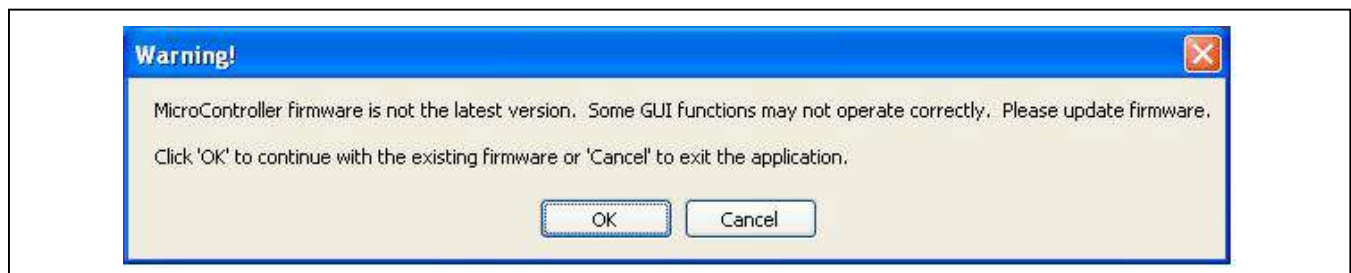 Warning!
MicroController firmware is not the latest version. Some GUI functions may not operate correctly. Please update firmware.
Click 'OK' to continue with the existing firmware or 'Cancel' to exit the application.
OK
Cancel